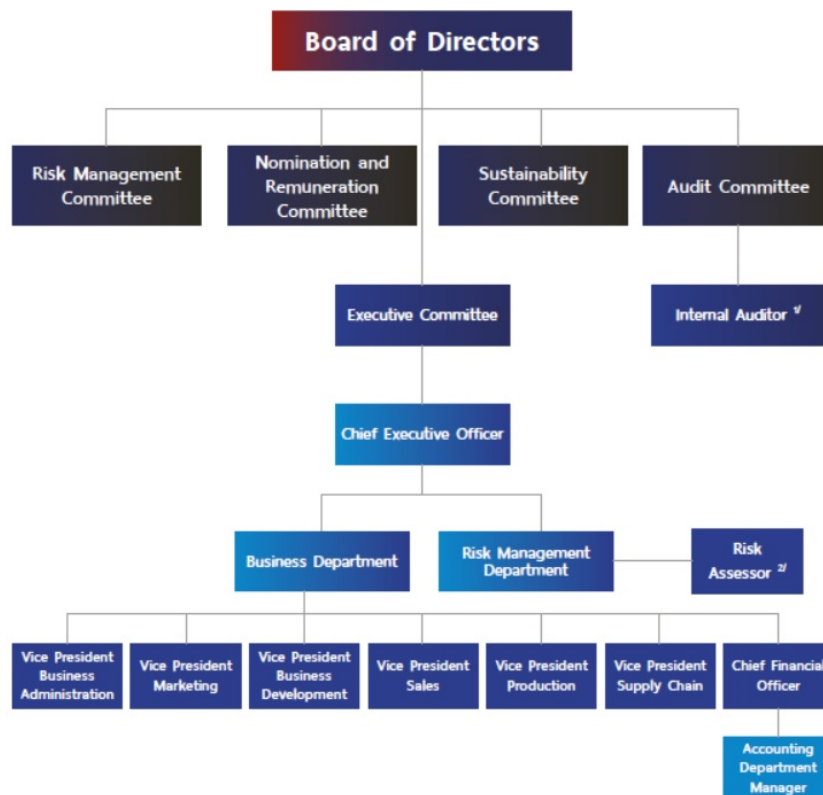 Board of Directors
Risk Management
Committee
Nomination and
Remuneration
Committee
Sustainability
Committee
Audit Committee
Executive Committee
Internal Auditor 1/
Chief Executive Officer
Business Department
Risk Management
Department
Risk
Assessor 2/
Vice President
Business
Administration
Vice President
Marketing
Vice President
Business
Development
Vice President
Sales
Vice President
Production
Vice President
Supply Chain
Chief Financial
Officer
Accounting
Department
Manager